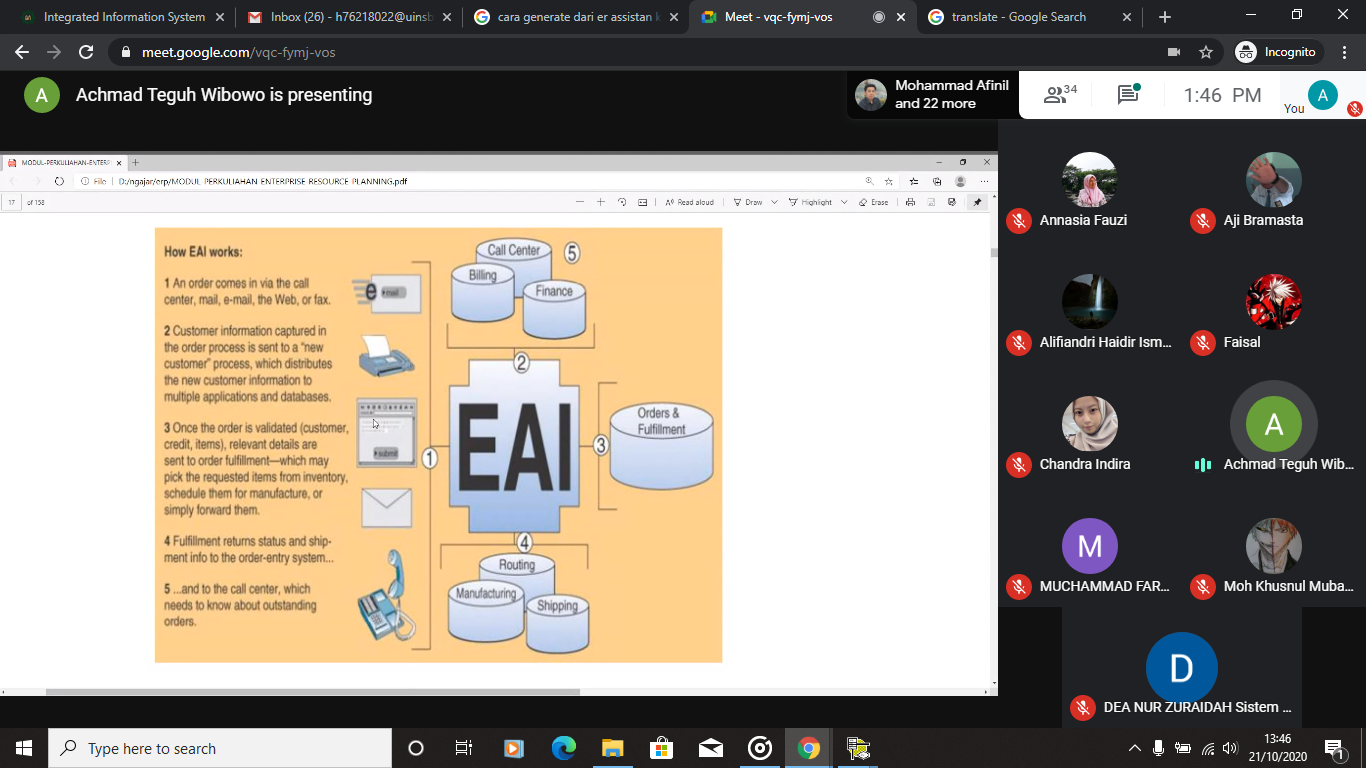 Integrated Information System
Inbox (26) - h76218022@uinsb
cara generate dari er assistan k
Meet - vqc-fymj-vos
translate - Google Search
meet.google.com/vqc-fymj-vos
Incognito
A
Achmad Teguh Wibowo is presenting
Mohammad Afinil
and 22 more
34
1:46 PM
You
A
MODUL-PERKULIAHAN-ENTERP
File
D:/ngajar/erp/MODUL PERKULIAHAN ENTERPRISE RESOURCE PLANNING.pdf
17
of 158
Read aloud
Draw
Highlight
Erase
How EAI works:
1 An order comes in via the call
center, mail, e-mail, the Web, or fax.
2 Customer information captured in
the order process is sent to a “new
customer” process, which distributes
the new customer information to
multiple applications and databases.
3 Once the order is validated (customer,
credit, items), relevant details are
sent to order fulfillment—which may
pick the requested items from inventory,
schedule them for manufacture, or
simply forward them.
4 Fulfillment returns status and ship-
ment info to the order-entry system...
5 ...and to the call center, which
needs to know about outstanding
orders.
e
mail
submit
1
Call Center
5
Billing
Finance
2
EAI
3
Orders &
Fulfillment
4
Routing
Manufacturing
Shipping
Annasia Fauzi
Aji Bramasta
Alifiandri Haidir Ism...
Faisal
Chandra Indira
A
Achmad Teguh Wib...
M
MUCHAMMAD FAR...
Moh Khusnul Muba...
D
DEA NUR ZURAIDAH Sistem ...
Type here to search
13:46
21/10/2020
1